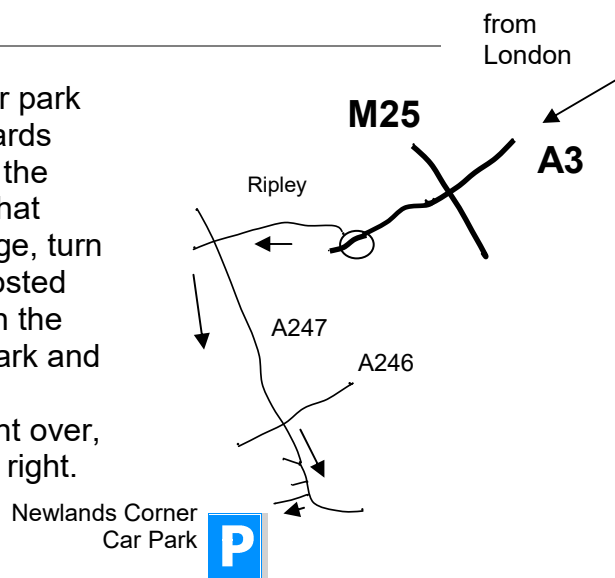 from
London
r park
ards
the
hat
ge, turn
osted
n the
ark and
nt over,
right.
M25
A3
Ripley
A247
A246
Newlands Corner
Car Park
P